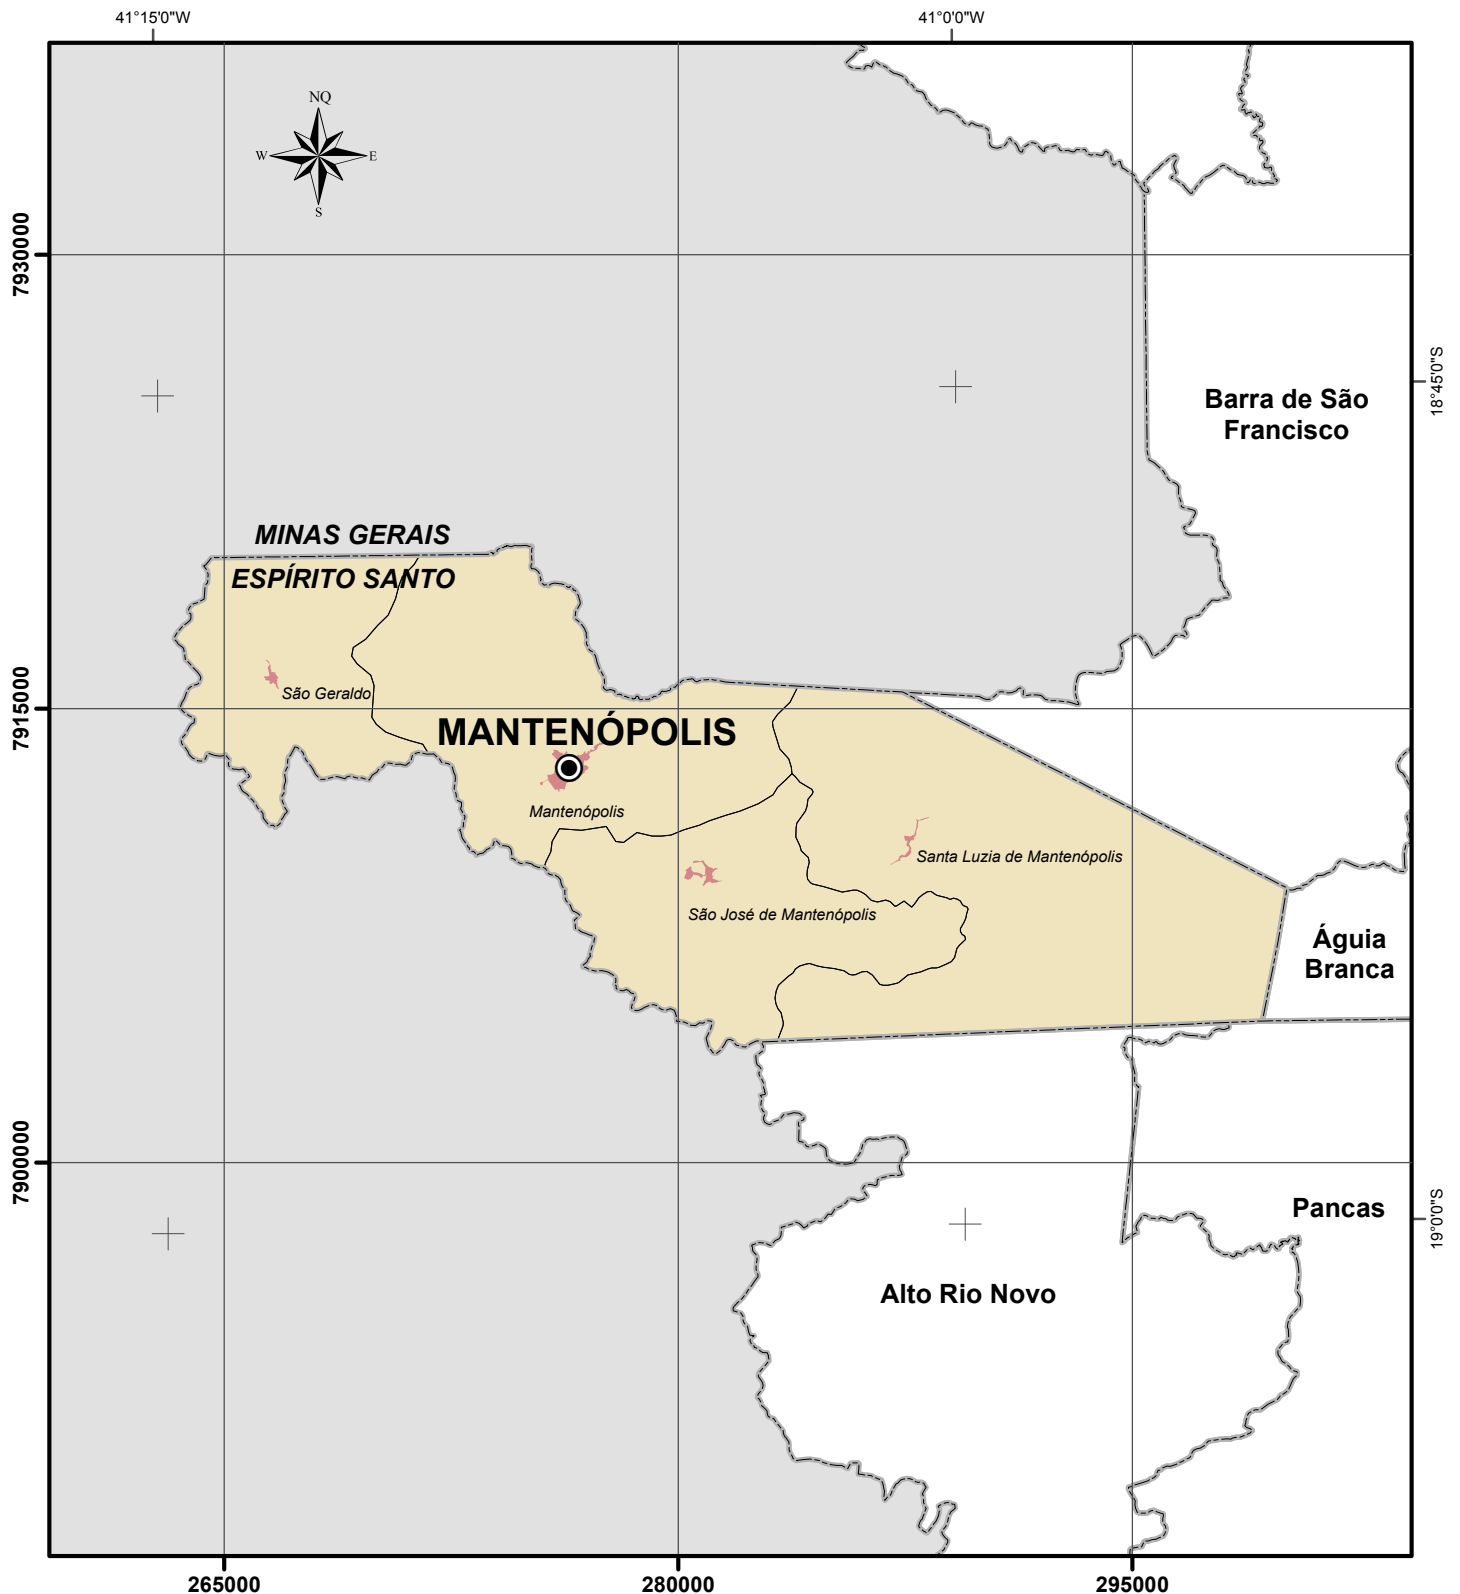 41°15'0"W
41°0'0"W
NQ
W
E
S
7930000
18°45'0"S
Barra de São
Francisco
MINAS GERAIS
ESPÍRITO SANTO
São Geraldo
7915000
MANTENÓPOLIS
Mantenópolis
Santa Luzia de Mantenópolis
São José de Mantenópolis
Águia
Branca
7900000
Pancas
19°0'0"S
Alto Rio Novo
265000
280000
295000